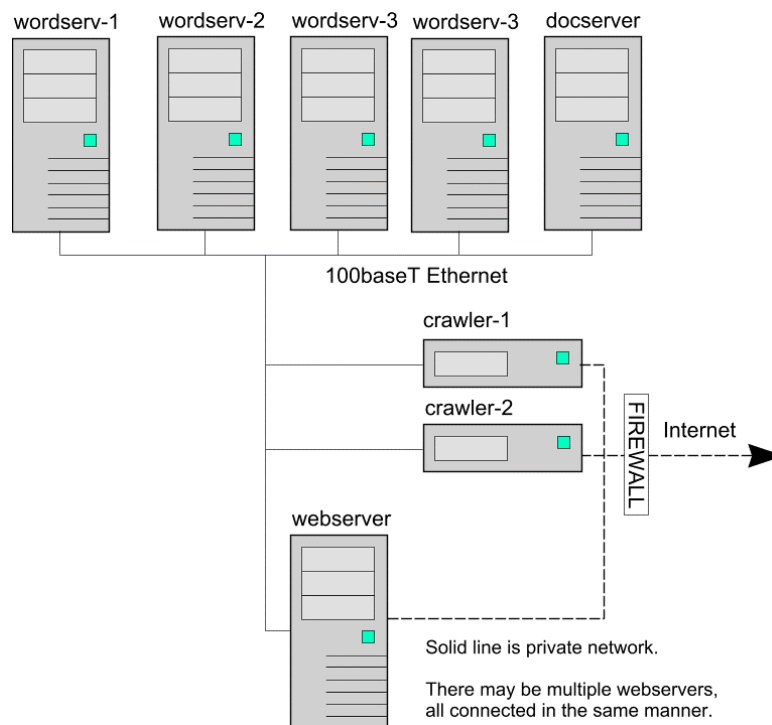 wordserv-1
wordserv-2
wordserv-3
wordserv-3
docserver
100baseT Ethernet
crawler-1
crawler-2
FIREWALL
Internet
webserver
Solid line is private network.
There may be multiple webservers,
all connected in the same manner.